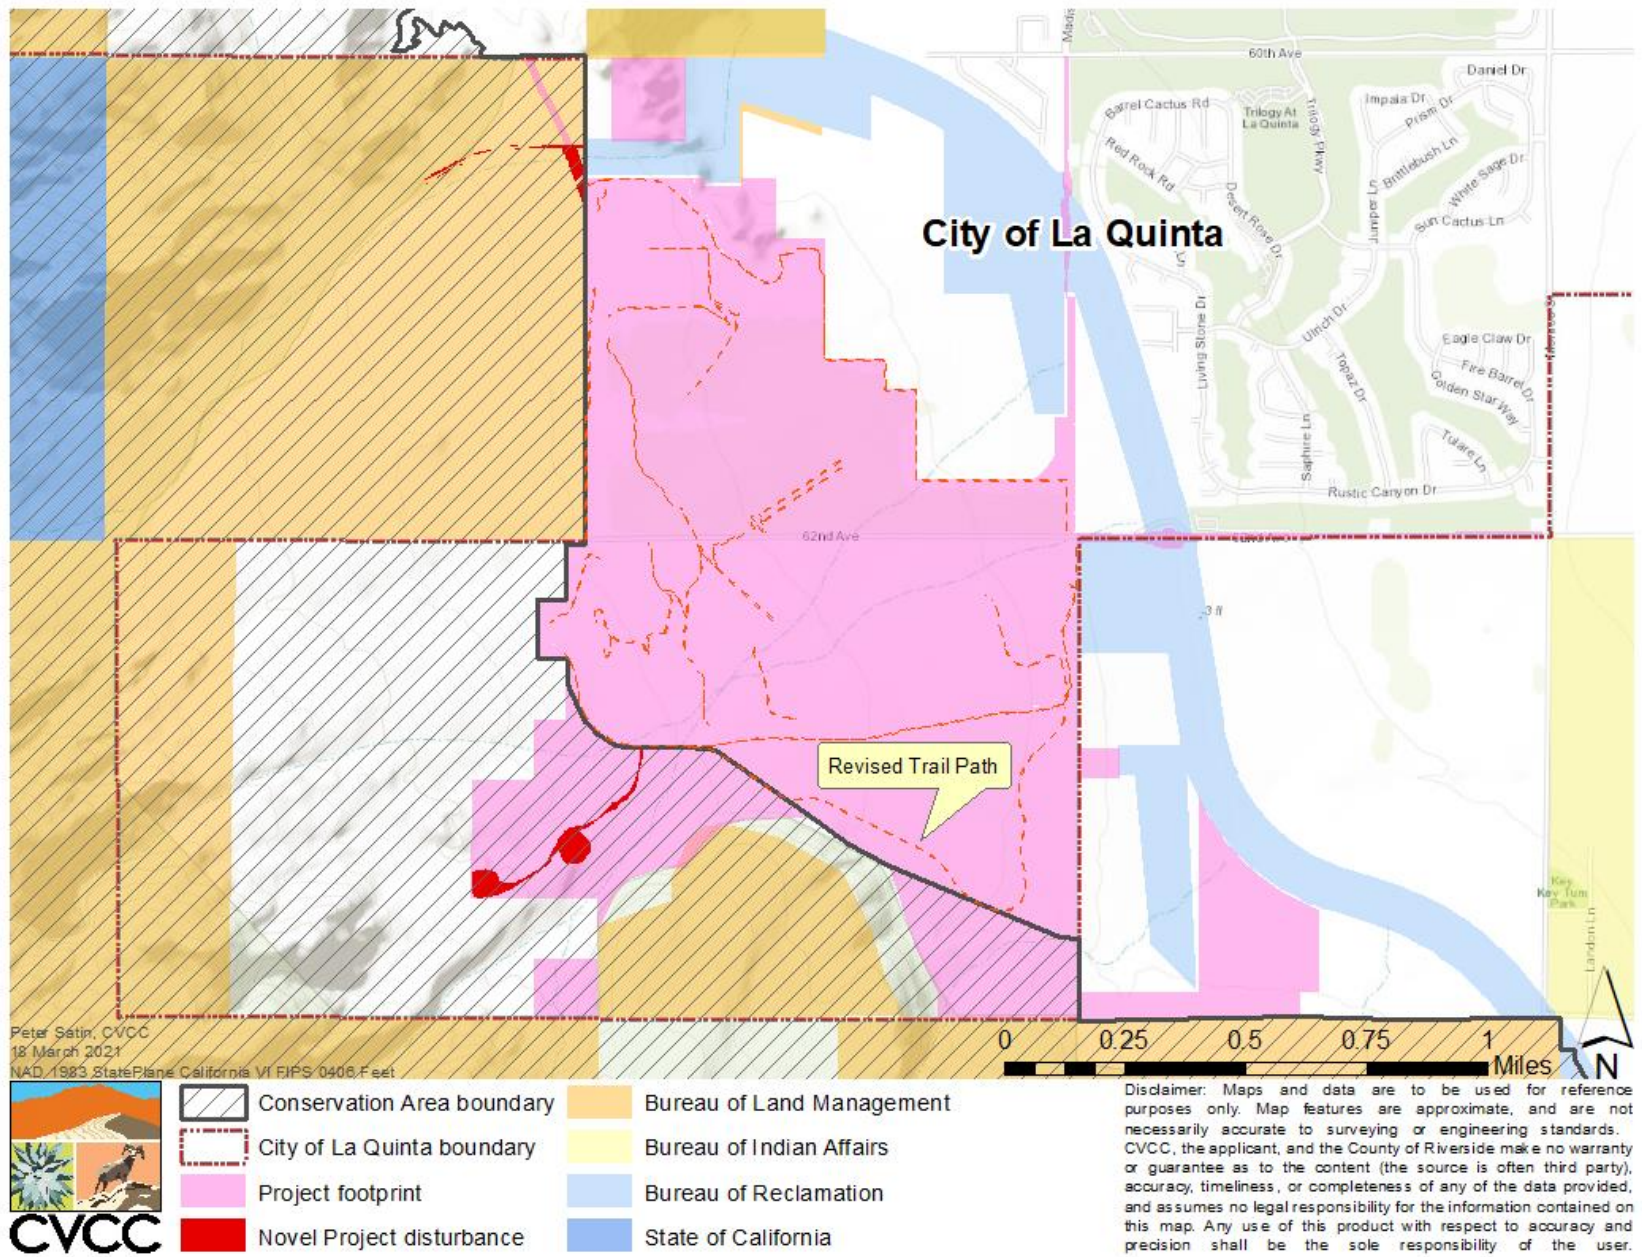 Madis
60th Ave
Daniel Dr
Barrel Cactus Rd
Trilogy At
La Quinta
Trilogy Pkwy
Impala Dr
Prism Dr
Red Rock Rd
Brittlebush Ln
White Sage Dr
Juniper Ln
Desert Rose Dr
Sun Cactus Ln
City of La Quinta
Ln
Living Stone Dr
Ulrich Dr
Topaz Dr
Eagle Claw Dr
Fire Barrel Dr
Golden Star Way
Saphire Ln
Tulare Ln
Rustic Canyon Dr
62nd Ave
-3 ft
Revised Trail Path
Key
Key Tum
Park
Landon Ln
Peter Satin, CVCC
18 March 2021
NAD 1983 StatePlane California VI FIPS 0406 Feet
0 0.25 0.5 0.75 1
Miles
N
CVCC
Conservation Area boundary
City of La Quinta boundary
Project footprint
Novel Project disturbance
Bureau of Land Management
Bureau of Indian Affairs
Bureau of Reclamation
State of California
Disclaimer: Maps and data are to be used for reference
purposes only. Map features are approximate, and are not
necessarily accurate to surveying or engineering standards.
CVCC, the applicant, and the County of Riverside make no warranty
or guarantee as to the content (the source is often third party),
accuracy, timeliness, or completeness of any of the data provided,
and assumes no legal responsibility for the information contained on
this map. Any use of this product with respect to accuracy and
precision shall be the sole responsibility of the user.